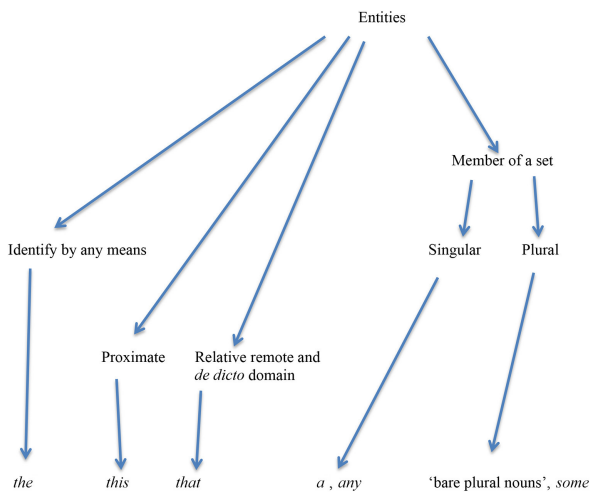 Entities
Member of a set
Identify by any means
Singular
Plural
Proximate
Relative remote and
de dicto domain
the
this
that
a , any
‘bare plural nouns’, some